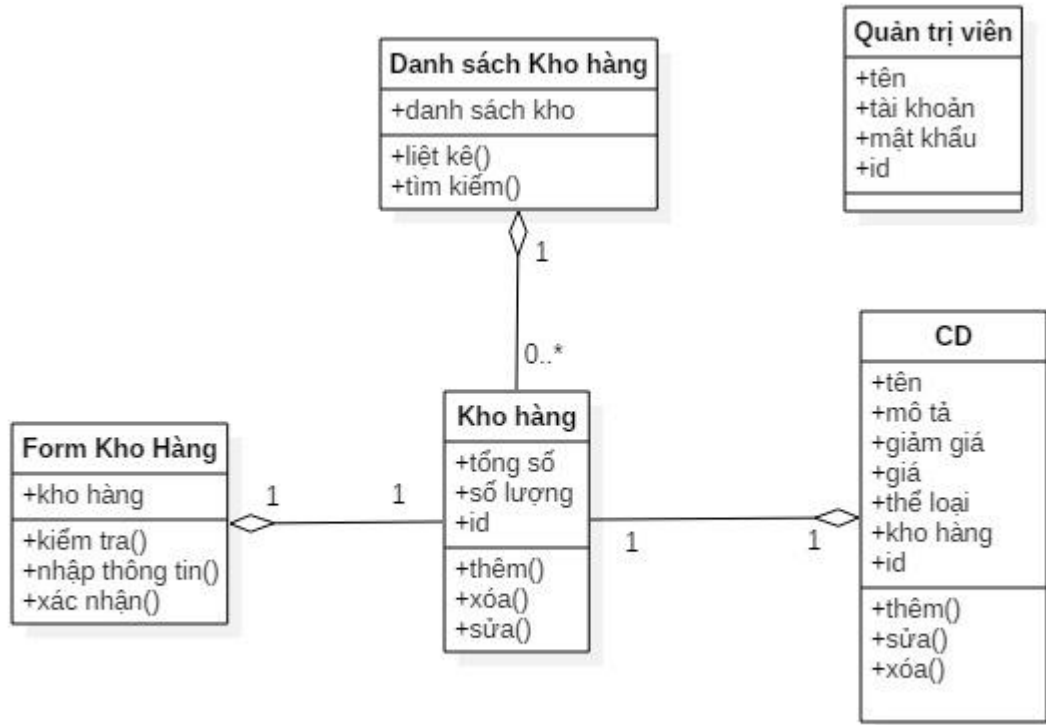 Danh sách Kho hàng
+danh sách kho
+liệt kê()
+tìm kiếm()
1
0..*
Quản trị viên
+tên
+tài khoản
+mật khẩu
+id
Form Kho Hàng
+kho hàng
+kiểm tra()
+nhập thông tin()
+xác nhận()
1
1
Kho hàng
+tổng số
+số lượng
+id
+thêm()
+xóa()
+sửa()
1
1
CD
+tên
+mô tả
+giảm giá
+giá
+thể loại
+kho hàng
+id
+thêm()
+sửa()
+xóa()